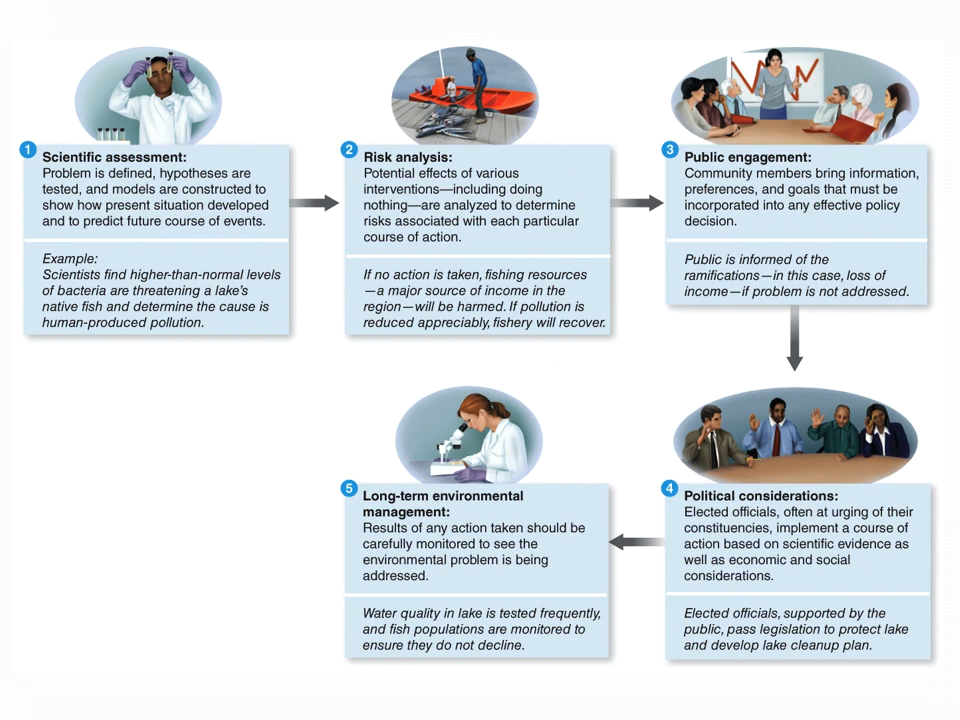 1
Scientific assessment:
Problem is defined, hypotheses are
tested, and models are constructed to
show how present situation developed
and to predict future course of events.
Example:
Scientists find higher-than-normal levels
of bacteria are threatening a lake's
native fish and determine the cause is
human-produced pollution.
2
Risk analysis:
Potential effects of various
interventions—including doing
nothing—are analyzed to determine
risks associated with each particular
course of action.
If no action is taken, fishing resources
—a major source of income in the
region—will be harmed. If pollution is
reduced appreciably, fishery will recover.
3
Public engagement:
Community members bring information,
preferences, and goals that must be
incorporated into any effective policy
decision.
Public is informed of the
ramifications—in this case, loss of
income—if problem is not addressed.
4
Political considerations:
Elected officials, often at urging of their
constituencies, implement a course of
action based on scientific evidence as
well as economic and social
considerations.
Elected officials, supported by the
public, pass legislation to protect lake
and develop lake cleanup plan.
5
Long-term environmental
management:
Results of any action taken should be
carefully monitored to see the
environmental problem is being
addressed.
Water quality in lake is tested frequently,
and fish populations are monitored to
ensure they do not decline.